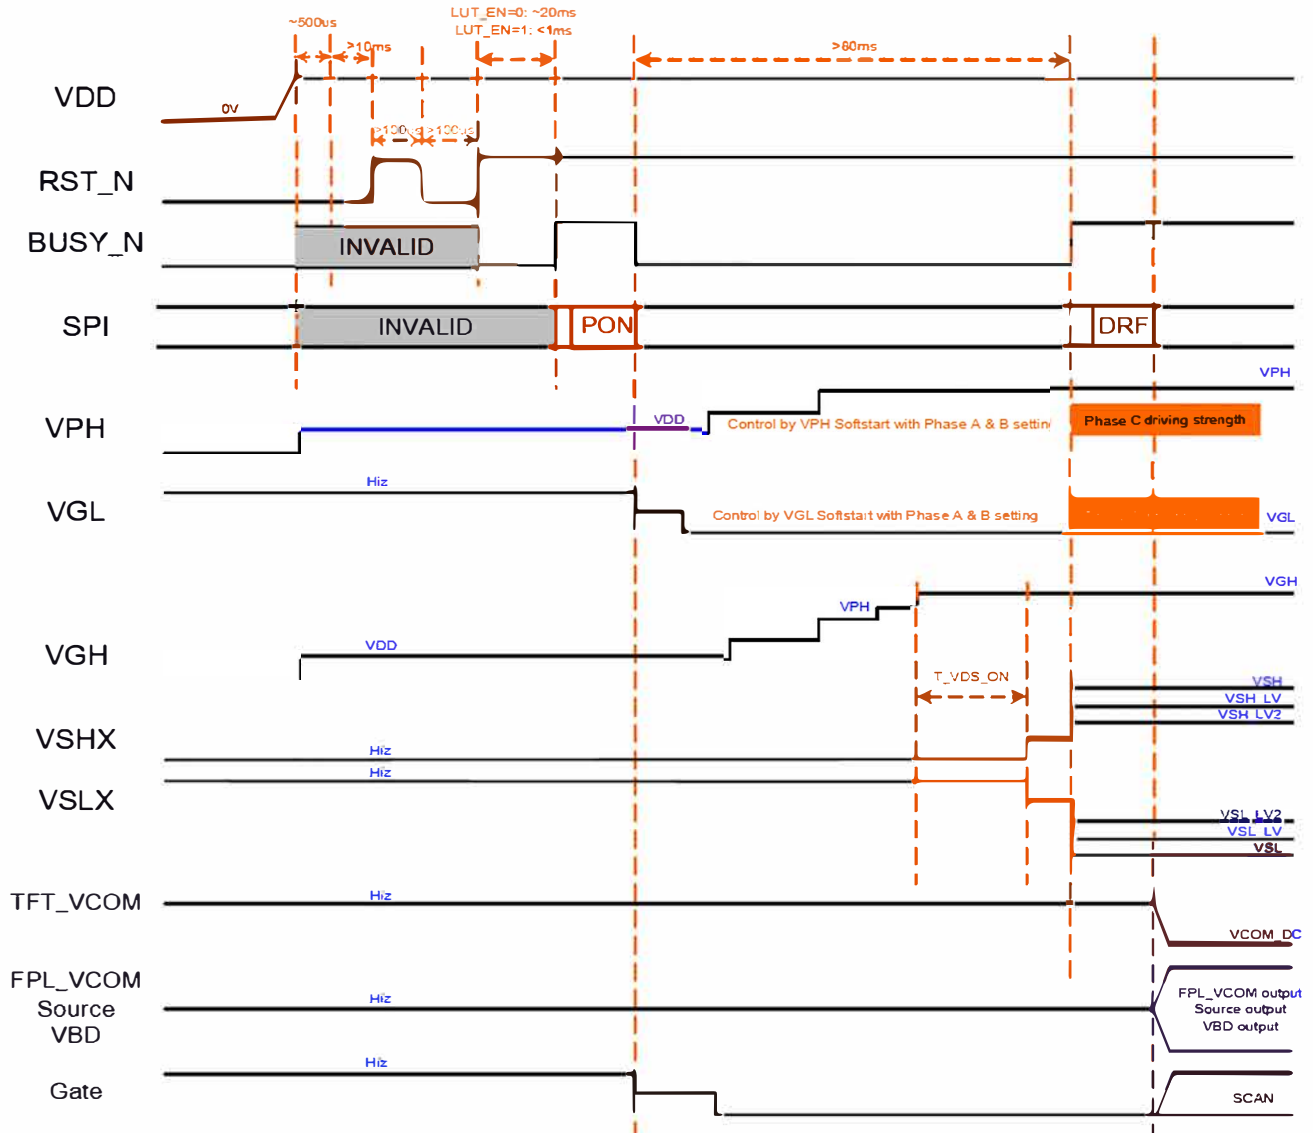 ~500us
LUT_EN=0: ~20ms
LUT_EN=1: <1ms
>10ms
>80ms
VDD
0V
>100us
>100us
RST_N
BUSY_N
INVALID
SPI
INVALID
PON
DRF
VPH
VPH
VDD
Control by VPH Softstart with Phase A & B setting
Phase C driving strength
Hiz
VGL
Control by VGL Softstart with Phase A & B setting
VGL
VGH
VPH
VGH
VDD
T_VDS_ON
VSH
VSH_LV
VSH_LV2
VSHX
Hiz
Hiz
VSLX
VSL_LV2
VSL_LV
VSL
TFT_VCOM
Hiz
VCOM_DC
FPL_VCOM
Source
VBD
Hiz
FPL_VCOM output
Source output
VBD output
Hiz
Gate
SCAN